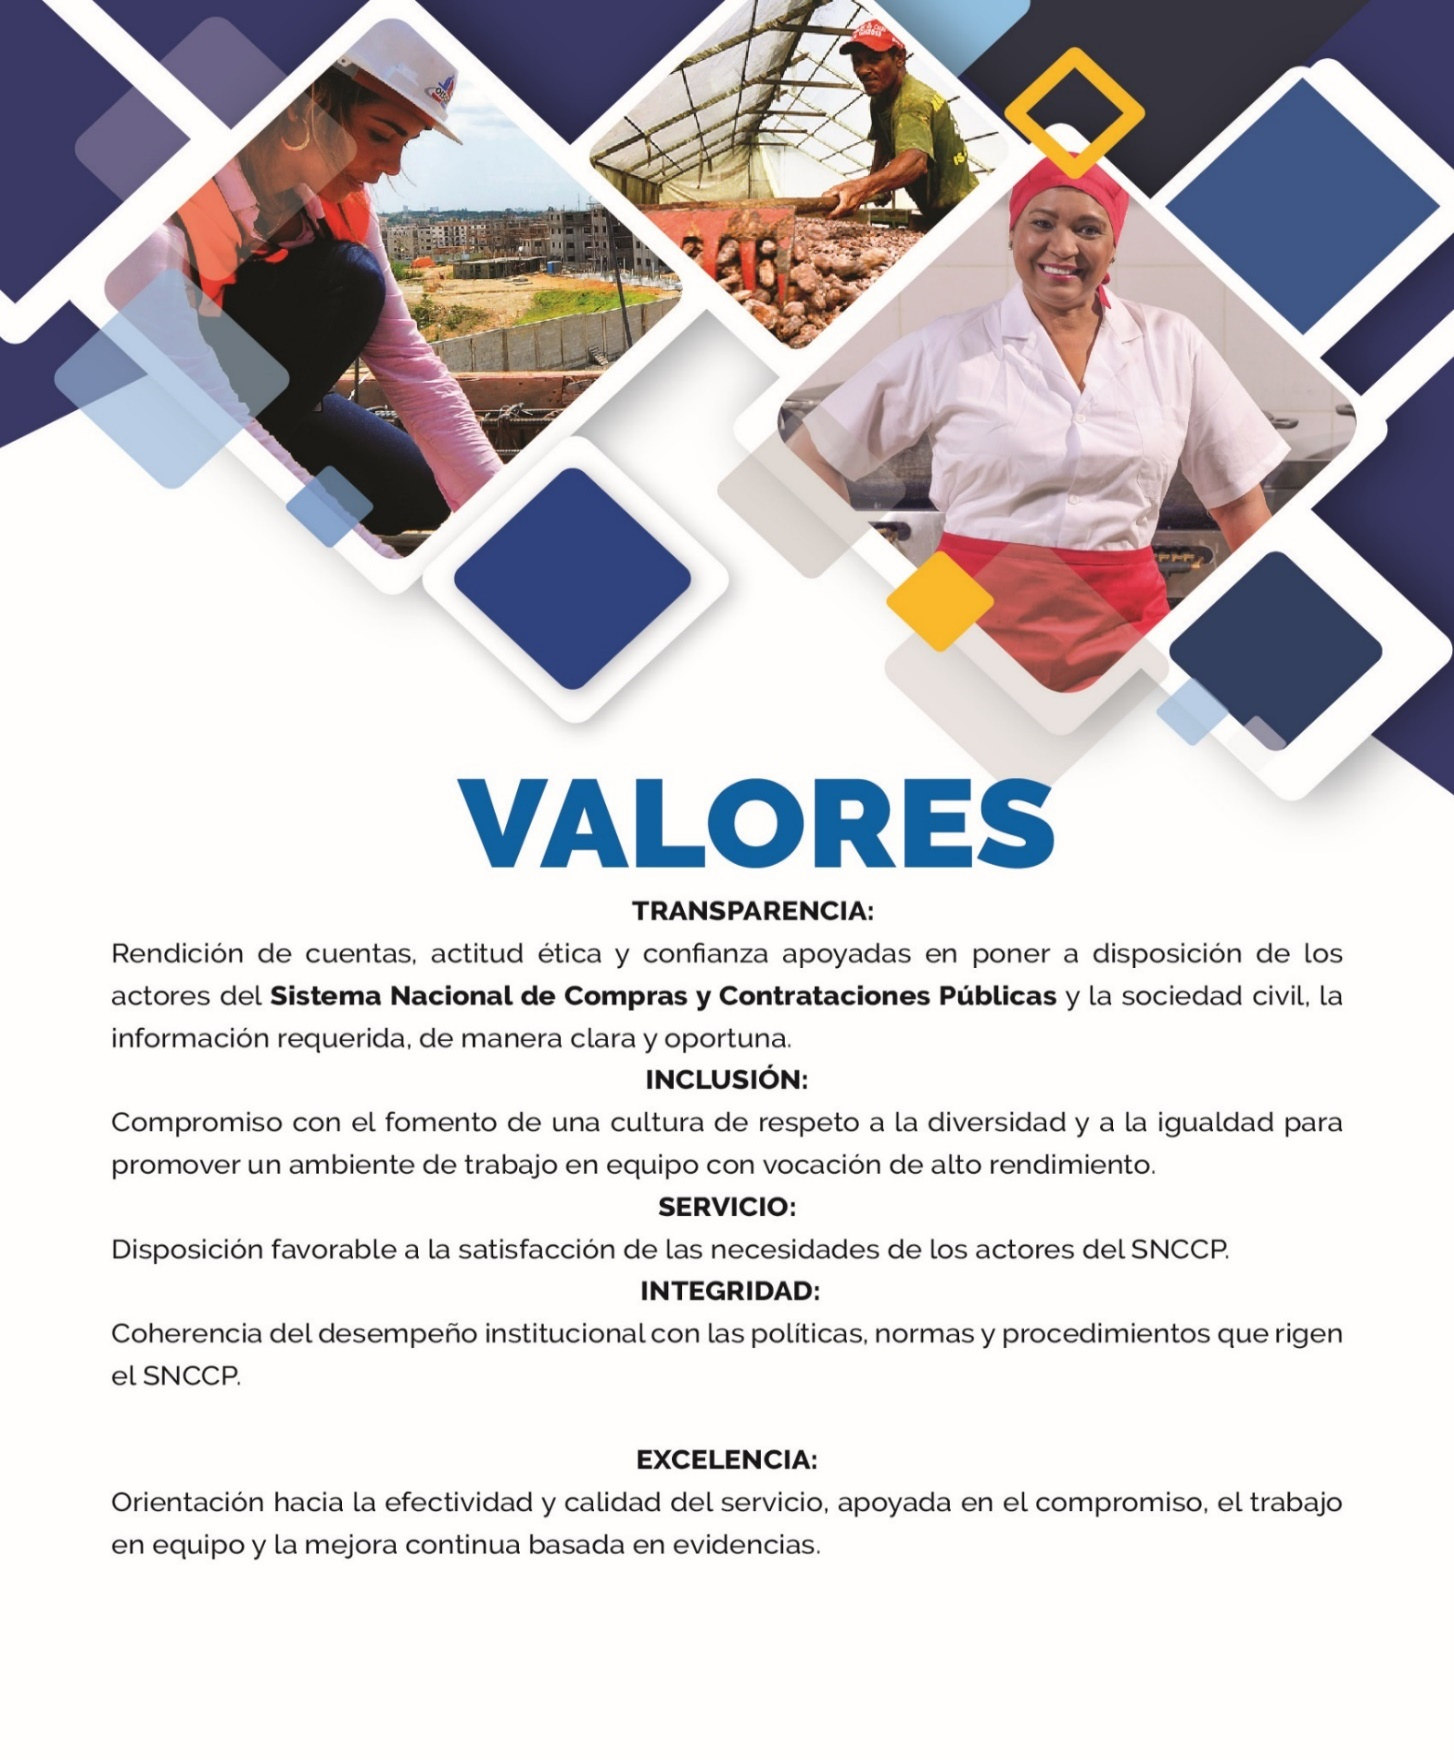 VALORES
TRANSPARENCIA:
Rendición de cuentas, actitud ética y confianza apoyadas en poner a disposición de los
actores del Sistema Nacional de Compras y Contrataciones Públicas y la sociedad civil, la
información requerida, de manera clara y oportuna.
INCLUSIÓN:
Compromiso con el fomento de una cultura de respeto a la diversidad y a la igualdad para
promover un ambiente de trabajo en equipo con vocación de alto rendimiento.
SERVICIO:
Disposición favorable a la satisfacción de las necesidades de los actores del SNCCP.
INTEGRIDAD:
Coherencia del desempeño institucional con las políticas, normas y procedimientos que rigen
el SNCCP.
EXCELENCIA:
Orientación hacia la efectividad y calidad del servicio, apoyada en el compromiso, el trabajo
en equipo y la mejora continua basada en evidencias.